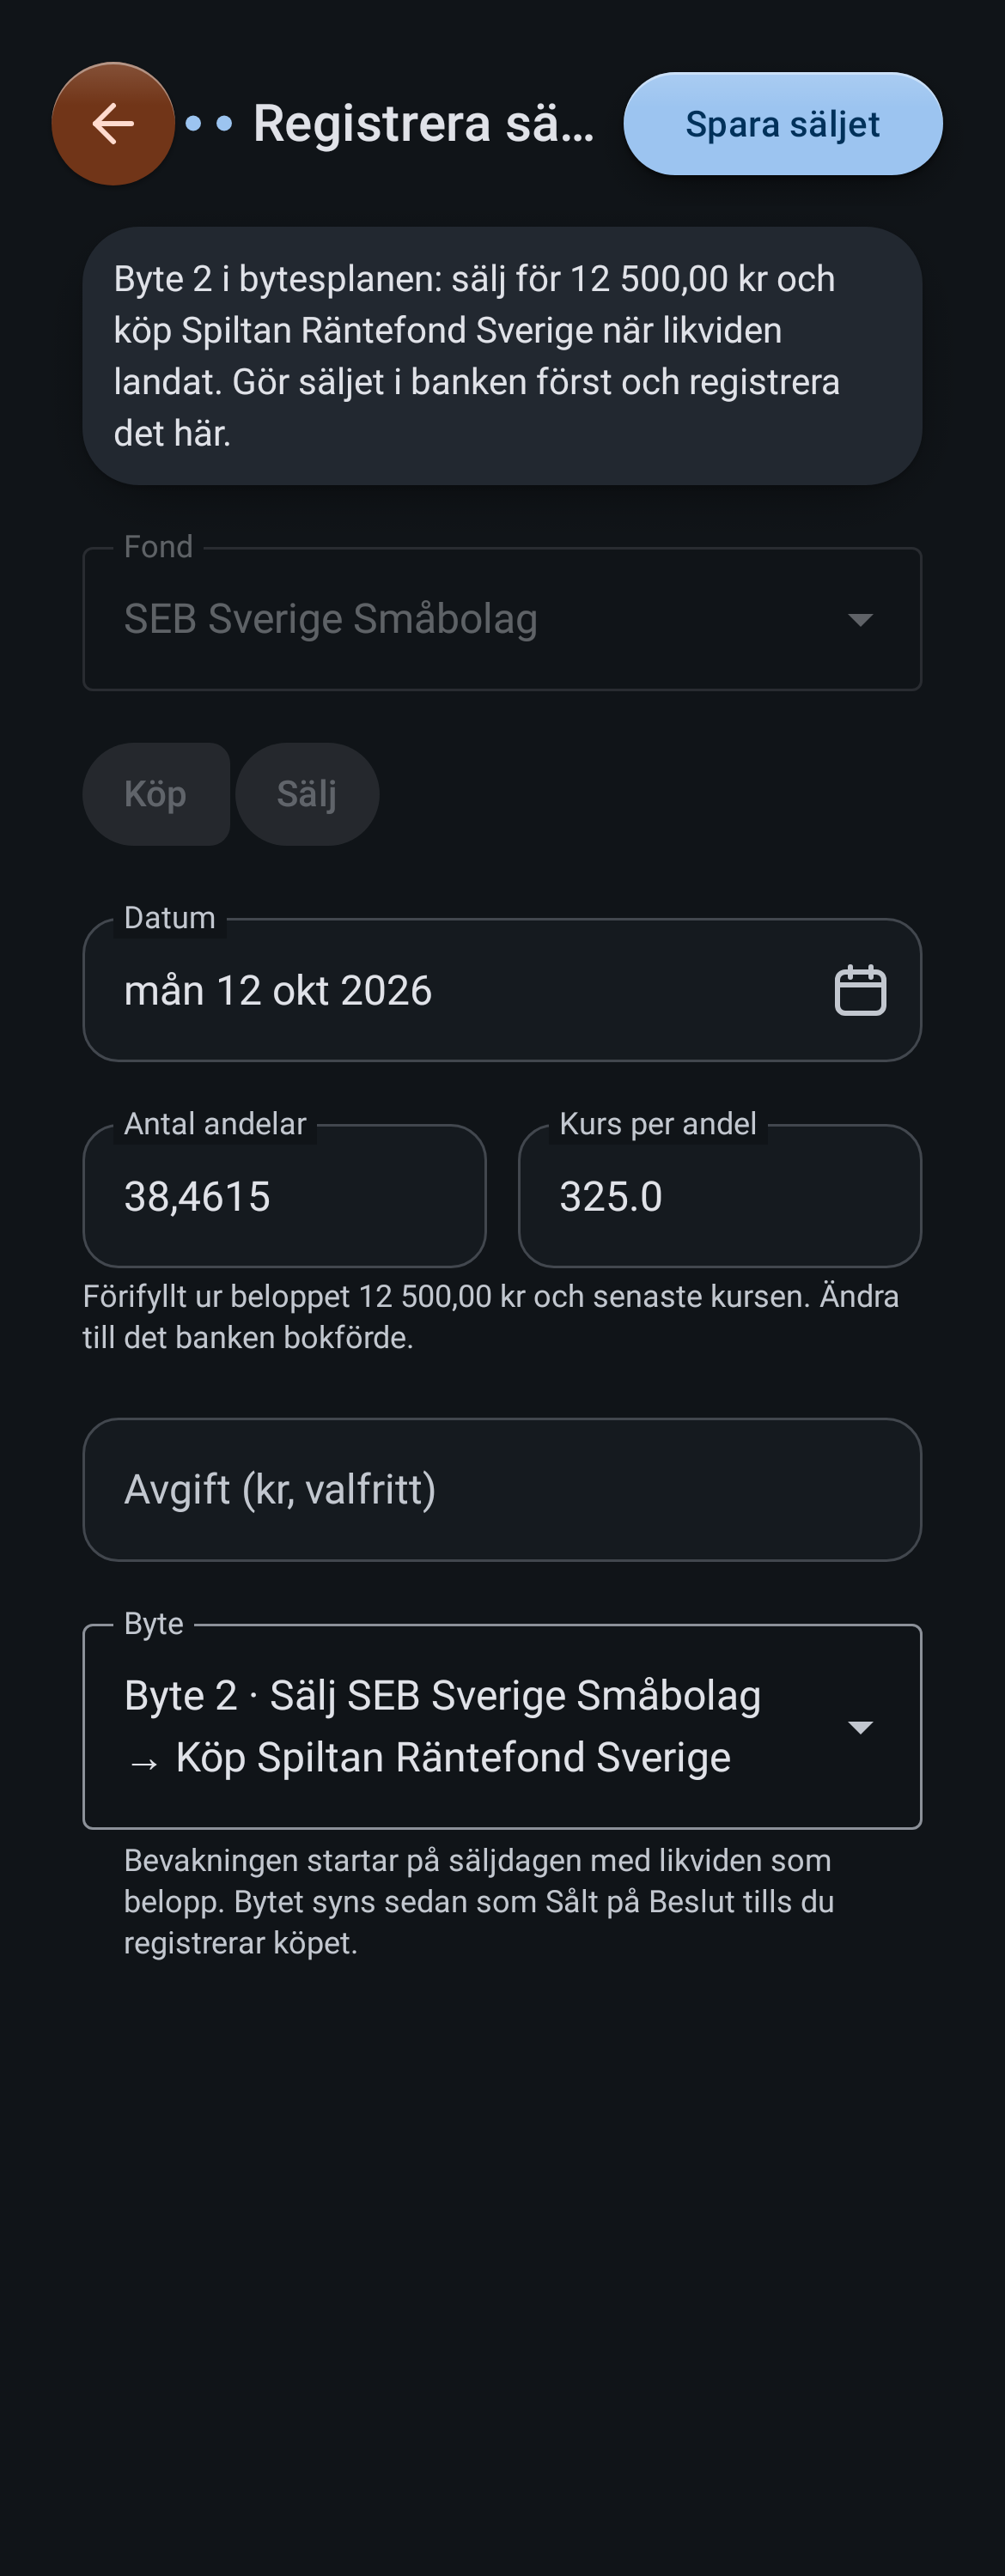 Registrera sä...
Spara säljet
Byte 2 i bytesplanen: sälj för 12 500,00 kr och
köp Spiltan Räntefond Sverige när likviden
landat. Gör säljet i banken först och registrera
det här.
Fond
SEB Sverige Småbolag
Köp
Sälj
Datum
mån 12 okt 2026
Antal andelar
Kurs per andel
38,4615
325.0
Förifyllt ur beloppet 12 500,00 kr och senaste kursen. Ändra
till det banken bokförde.
Avgift (kr, valfritt)
Byte
Byte 2 · Sälj SEB Sverige Småbolag
→ Köp Spiltan Räntefond Sverige
Bevakningen startar på säljdagen med likviden som
belopp. Bytet syns sedan som Sålt på Beslut tills du
registrerar köpet.